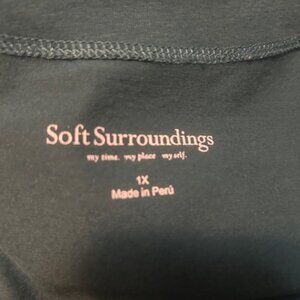 Soft Surroundings
my time. my place my self.
1X
Made in Perú